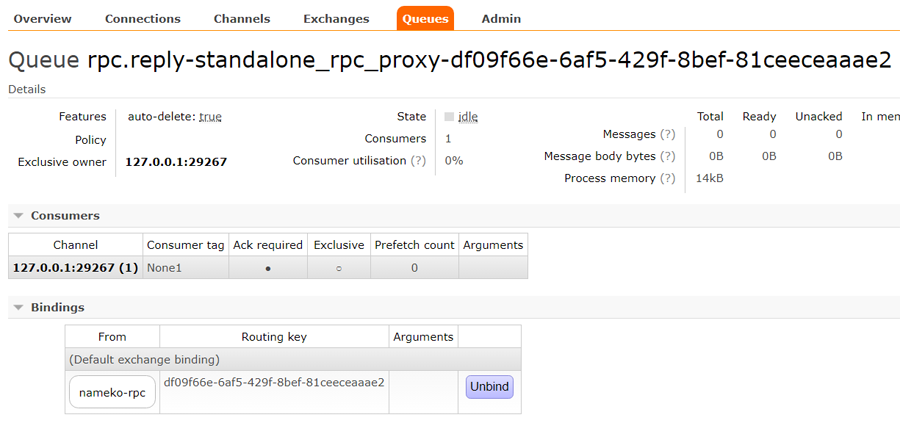 Overview Connections Channels Exchanges Queues Admin
Queue rpc.reply-standalone_rpc_proxy-df09f66e-6af5-429f-8bef-81ceeceaaae2
Details
Features auto-delete: true State idle Total Ready Unacked In mem
Policy Consumers 1 Messages (?) 0 0 0
Exclusive owner 127.0.0.1:29267 Consumer utilisation (?) 0% Message body bytes (?) 0B 0B 0B
Process memory (?) 14kB
Consumers
Channel Consumer tag Ack required Exclusive Prefetch count Arguments
127.0.0.1:29267 (1) None1 ● ○ 0
Bindings
From Routing key Arguments
(Default exchange binding)
nameko-rpc df09f66e-6af5-429f-8bef-81ceeceaaae2 Unbind